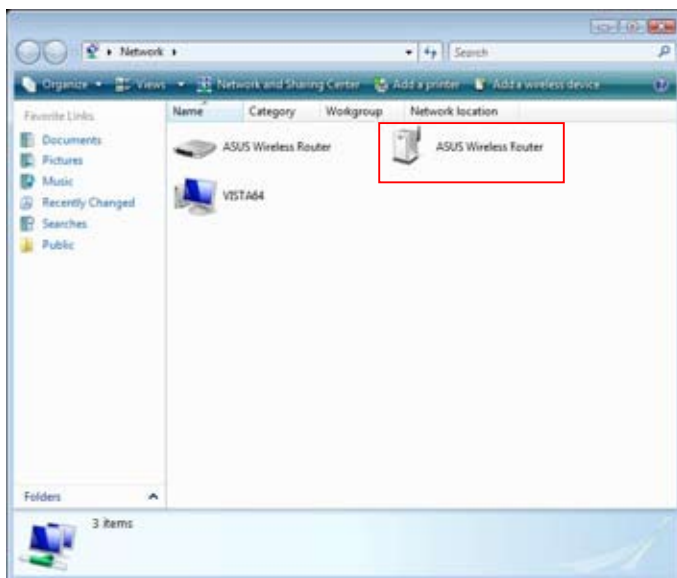 Network
Search
Organize Views Network and Sharing Center Add a printer Add a wireless device
Favorite Links
Name Category Workgroup Network location
Documents
Pictures
Music
Recently Changed
Searches
Public
ASUS Wireless Router
ASUS Wireless Router
VISTA64
Folders
3 items